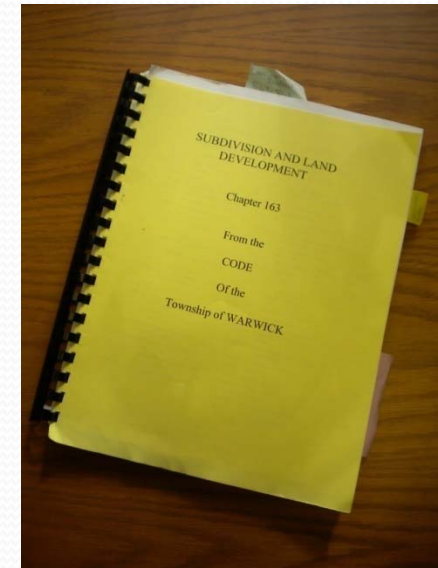 SUBDIVISION AND LAND
DEVELOPMENT
Chapter 163
From the
CODE
Of the
Township of WARWICK